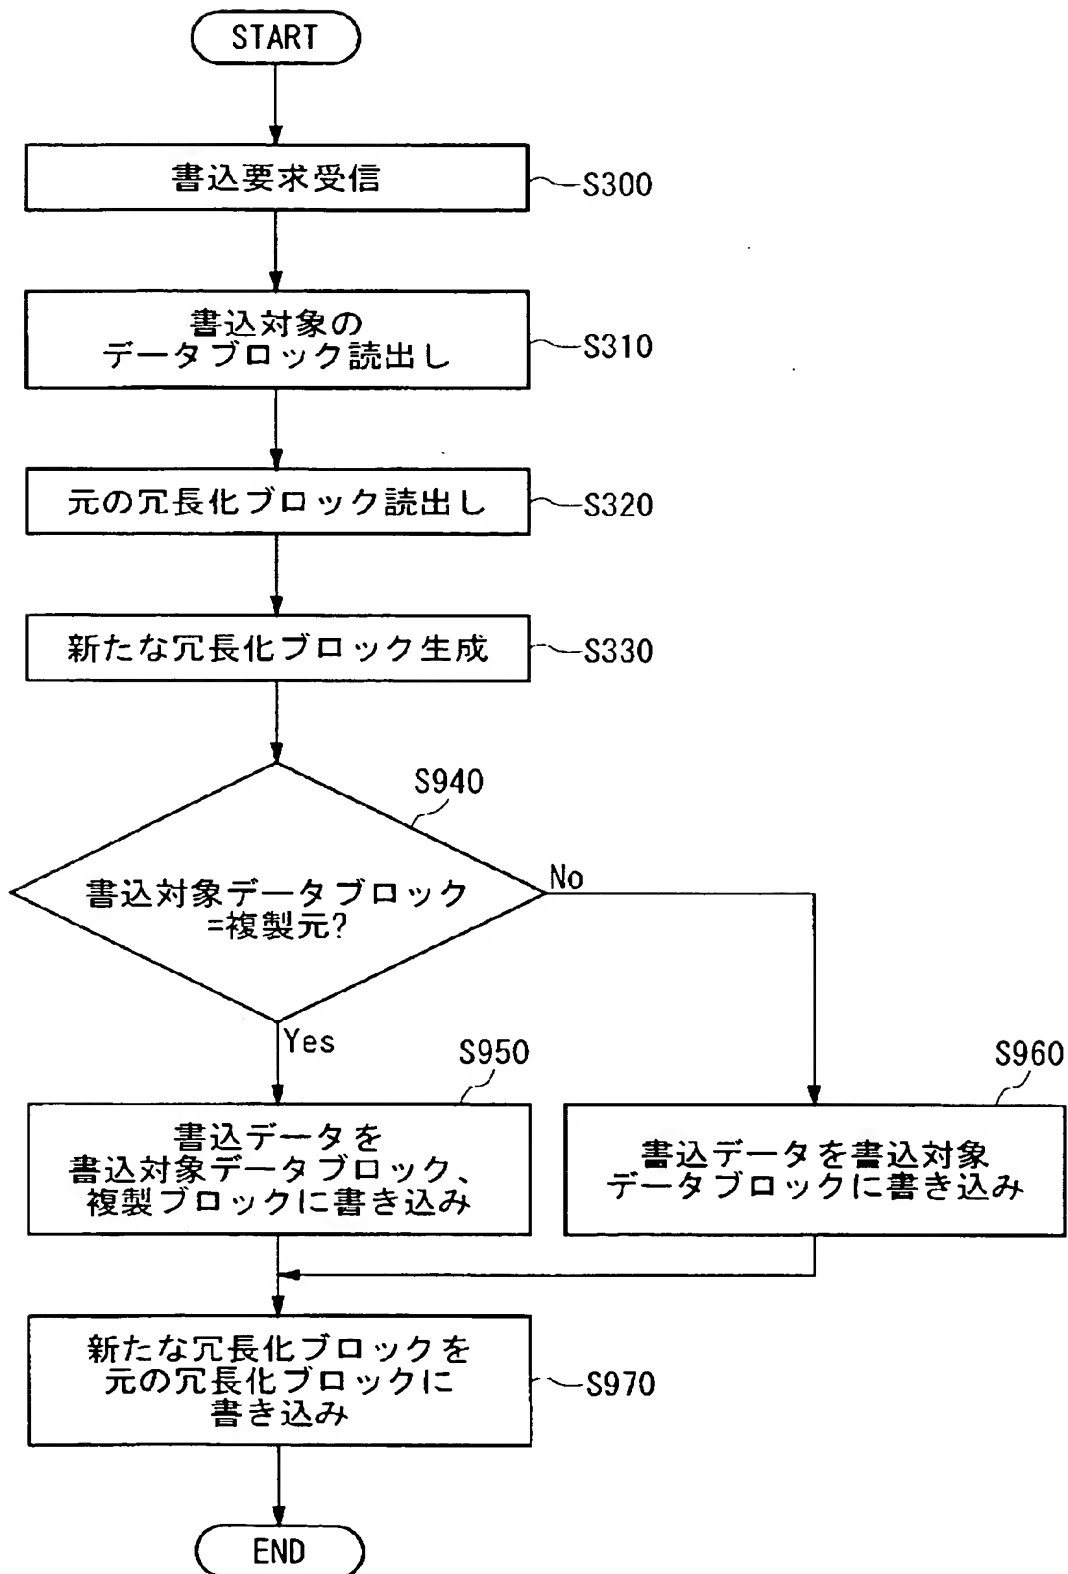 START
書込要求受信
S300
書込対象の
データブロック読出し
S310
元の冗長化ブロック読出し
S320
新たな冗長化ブロック生成
S330
S940
書込対象データブロック
=複製元?
No
Yes
S950
書込データを
書込対象データブロック、
複製ブロックに書き込み
S960
書込データを書込対象
データブロックに書き込み
新たな冗長化ブロックを
元の冗長化ブロックに
書き込み
S970
END